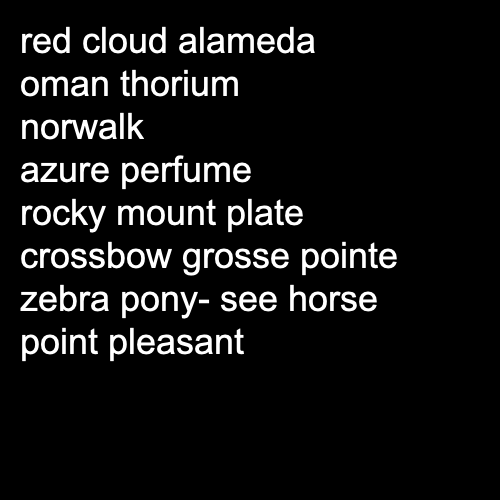 red cloud alameda
oman thorium
norwalk
azure perfume
rocky mount plate
crossbow grosse pointe
zebra pony- see horse
point pleasant